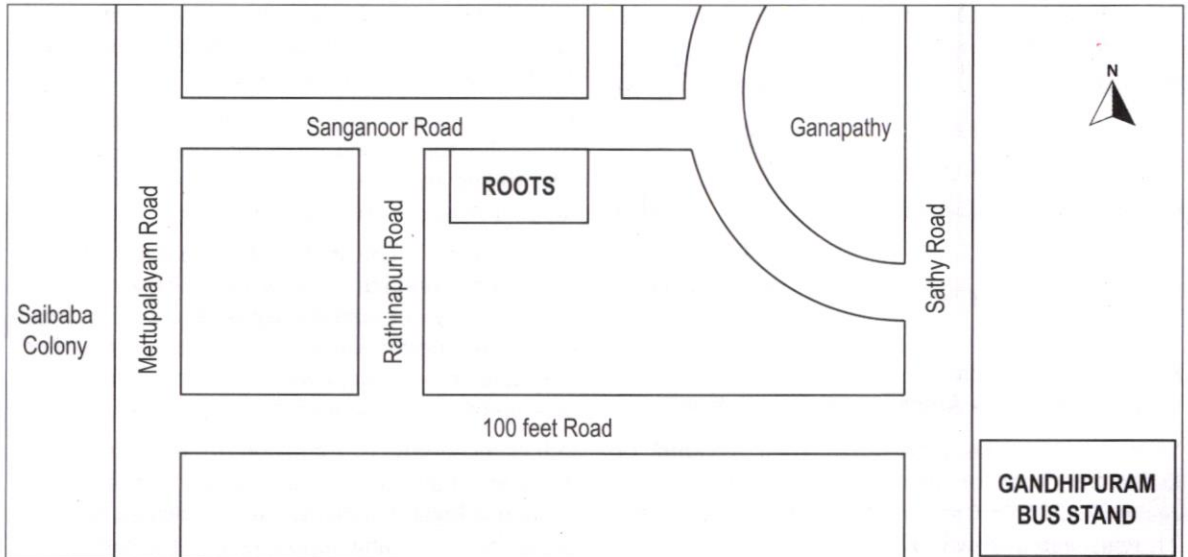 N
Sanganoor Road
Ganapathy
ROOTS
Mettupalayam Road
Rathinapuri Road
Sathy Road
Saibaba
Colony
100 feet Road
GANDHIPURAM
BUS STAND